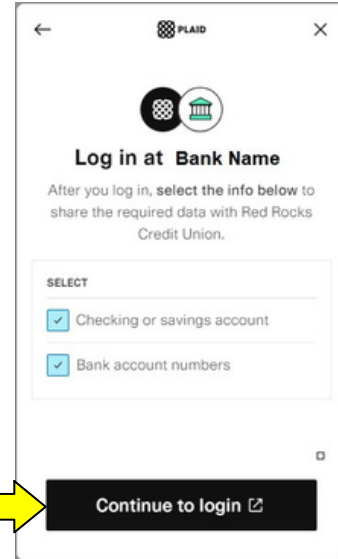 PLAID
Log in at Bank Name
After you log in, select the info below to
share the required data with Red Rocks
Credit Union.
SELECT
Checking or savings account
Bank account numbers
Continue to login